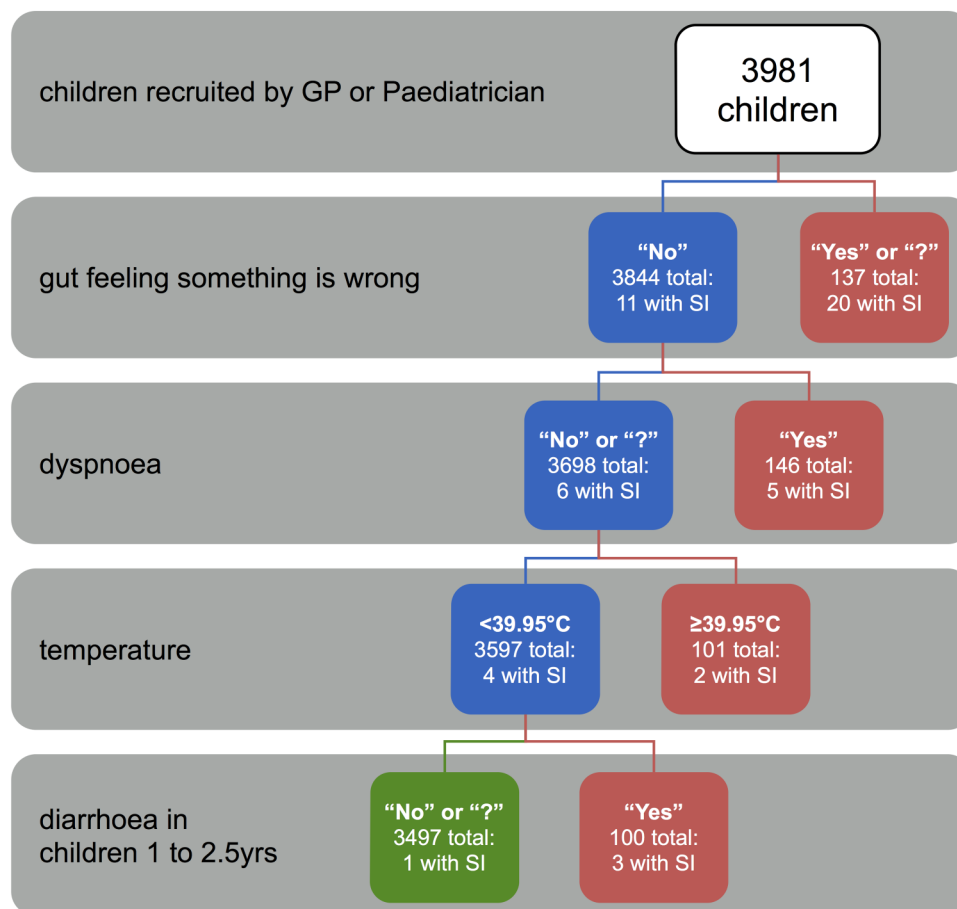 children recruited by GP or Paediatrician
3981
children
gut feeling something is wrong
“No”
3844 total:
11 with SI
“Yes” or “?”
137 total:
20 with SI
dyspnoea
“No” or “?”
3698 total:
6 with SI
“Yes”
146 total:
5 with SI
temperature
<39.95°C
3597 total:
4 with SI
≥39.95°C
101 total:
2 with SI
diarrhoea in
children 1 to 2.5yrs
“No” or “?”
3497 total:
1 with SI
“Yes”
100 total:
3 with SI